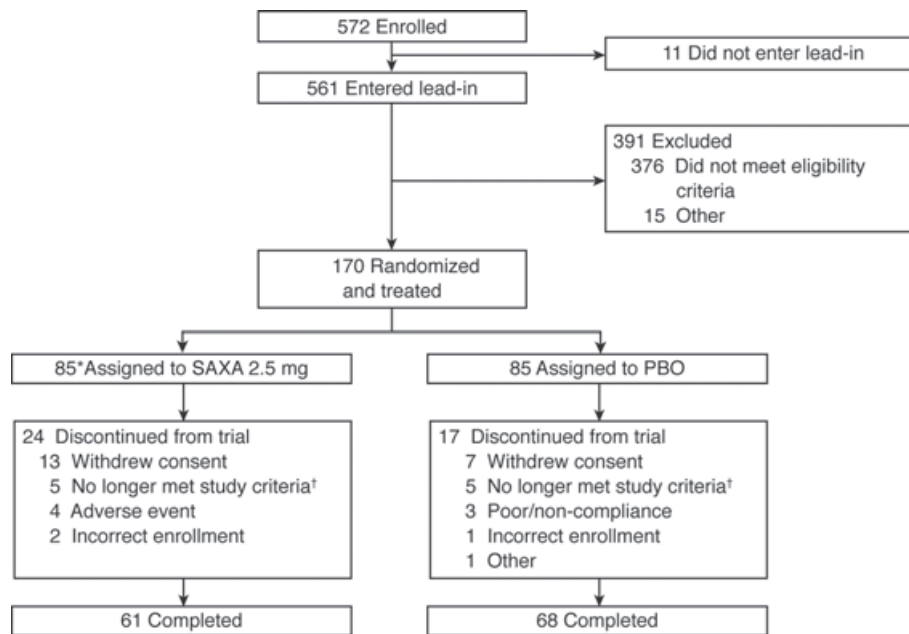 572 Enrolled
11 Did not enter lead-in
561 Entered lead-in
391 Excluded
376 Did not meet eligibility
criteria
15 Other
170 Randomized
and treated
85*Assigned to SAXA 2.5 mg
85 Assigned to PBO
24 Discontinued from trial
13 Withdrew consent
5 No longer met study criteria†
4 Adverse event
2 Incorrect enrollment
17 Discontinued from trial
7 Withdrew consent
5 No longer met study criteria†
3 Poor/non-compliance
1 Incorrect enrollment
1 Other
61 Completed
68 Completed